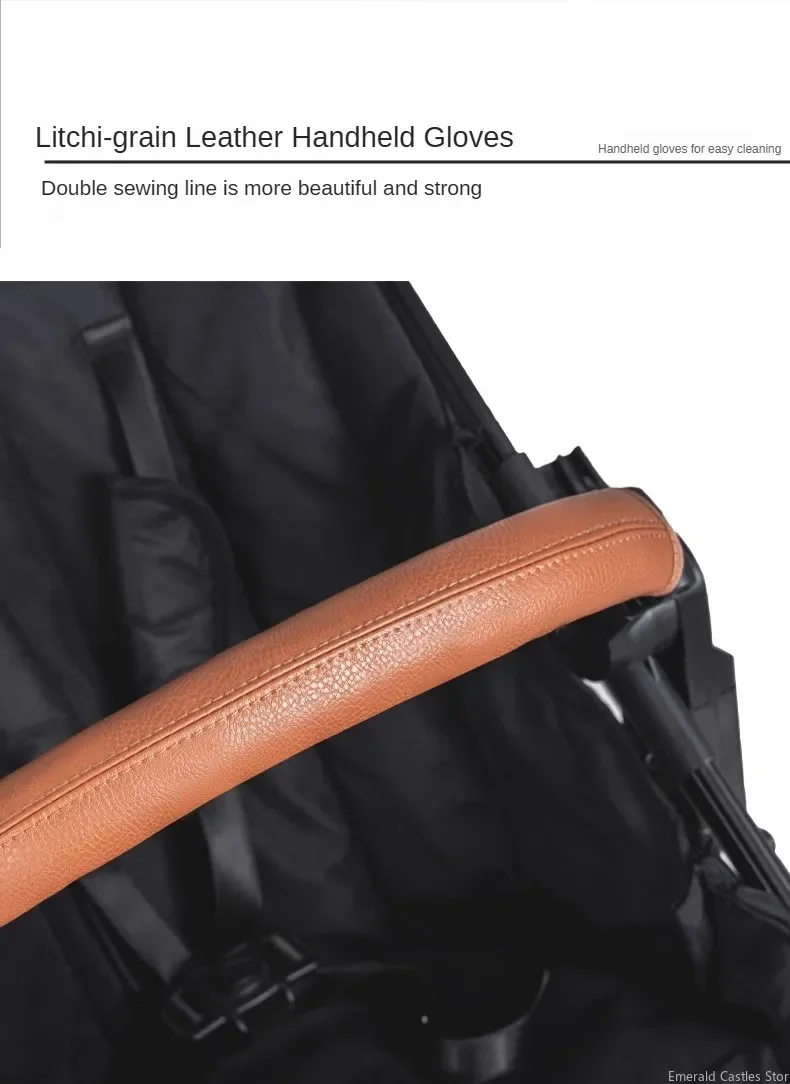 Litchi-grain Leather Handheld Gloves
Handheld gloves for easy cleaning
Double sewing line is more beautiful and strong
Emerald Castles Stor